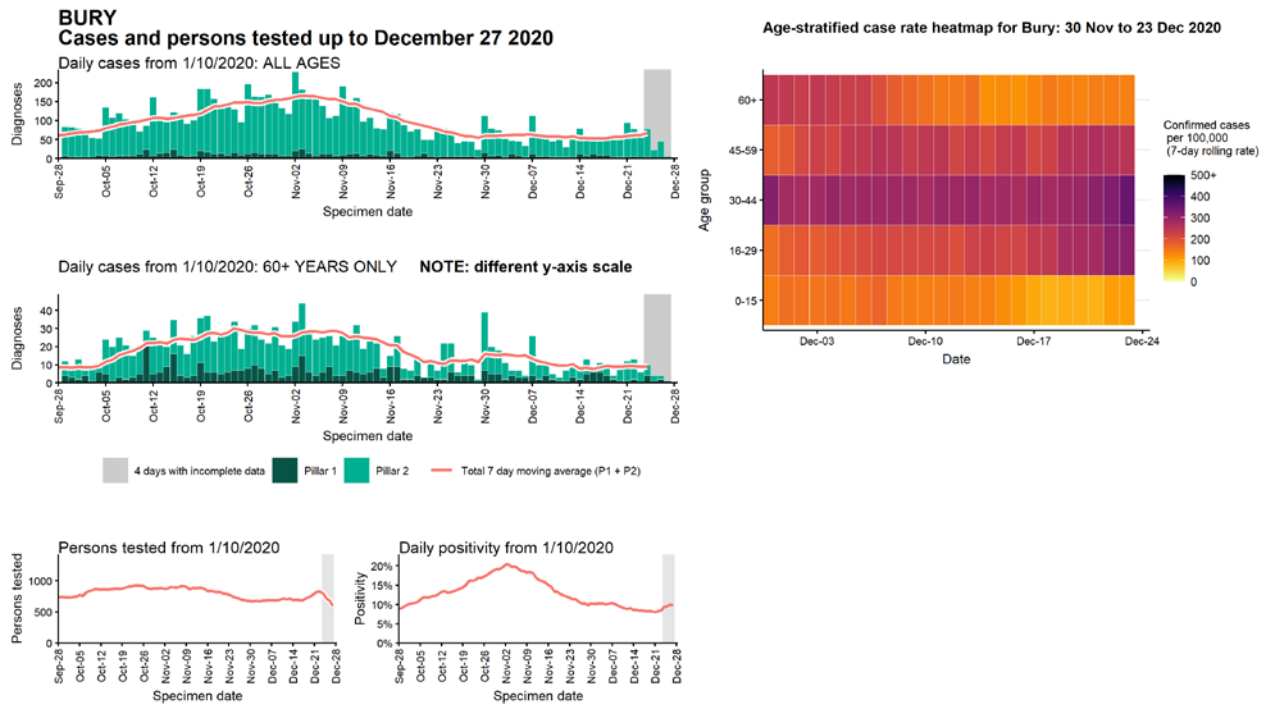 BURY
Cases and persons tested up to December 27 2020
Daily cases from 1/10/2020: ALL AGES
Diagnoses
200
150
100
50
0
Sep-28 Oct-05 Oct-12 Oct-19 Oct-26 Nov-02 Nov-09 Nov-16 Nov-23 Nov-30 Dec-07 Dec-14 Dec-21 Dec-28
Specimen date
Daily cases from 1/10/2020: 60+ YEARS ONLY NOTE: different y-axis scale
Diagnoses
40
30
20
10
0
Sep-28 Oct-05 Oct-12 Oct-19 Oct-26 Nov-02 Nov-09 Nov-16 Nov-23 Nov-30 Dec-07 Dec-14 Dec-21 Dec-28
Specimen date
4 days with incomplete data Pillar 1 Pillar 2 Total 7 day moving average (P1 + P2)
Persons tested from 1/10/2020
Persons tested
1000
500
0
Sep-28 Oct-05 Oct-12 Oct-19 Oct-26 Nov-02 Nov-09 Nov-16 Nov-23 Nov-30 Dec-07 Dec-14 Dec-21 Dec-28
Specimen date
Daily positivity from 1/10/2020
Positivity
20%
15%
10%
5%
0%
Sep-28 Oct-05 Oct-12 Oct-19 Oct-26 Nov-02 Nov-09 Nov-16 Nov-23 Nov-30 Dec-07 Dec-14 Dec-21 Dec-28
Specimen date
Age-stratified case rate heatmap for Bury: 30 Nov to 23 Dec 2020
Age group
60+
45-59
30-44
16-29
0-15
Dec-03 Dec-10 Dec-17 Dec-24
Date
Confirmed cases
per 100,000
(7-day rolling rate)
500+
400
300
200
100
0